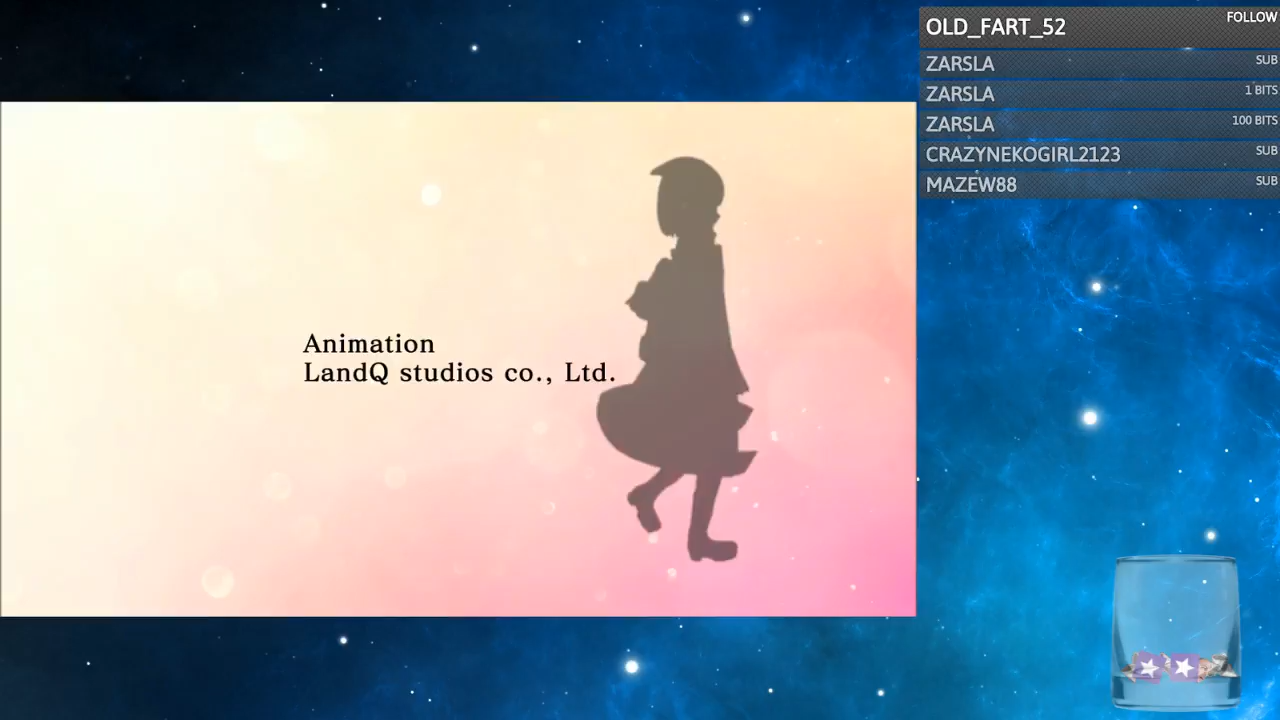 Animation
LandQ studios co., Ltd.
OLD_FART_52 FOLLOW
ZARSLA SUB
ZARSLA 1 BITS
ZARSLA 100 BITS
CRAZYNEKOGIRL2123 SUB
MAZEW88 SUB